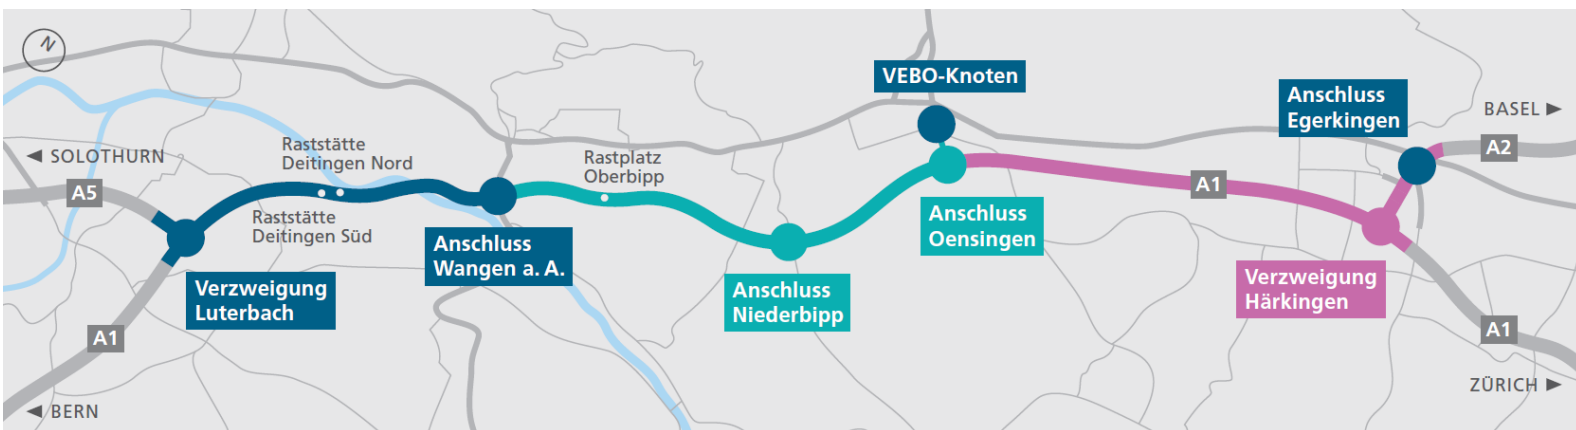 N
VEBO-Knoten
Anschluss
Egerkingen
BASEL
A2
SOLOTHURN
A5
Raststätte
Deitingen Nord
Rastplatz
Oberbipp
A1
Raststätte
Deitingen Süd
Anschluss
Wangen a. A.
Anschluss
Oensingen
Verzweigung
Luterbach
Anschluss
Niederbipp
Verzweigung
Härkingen
A1
A1
ZÜRICH
BERN